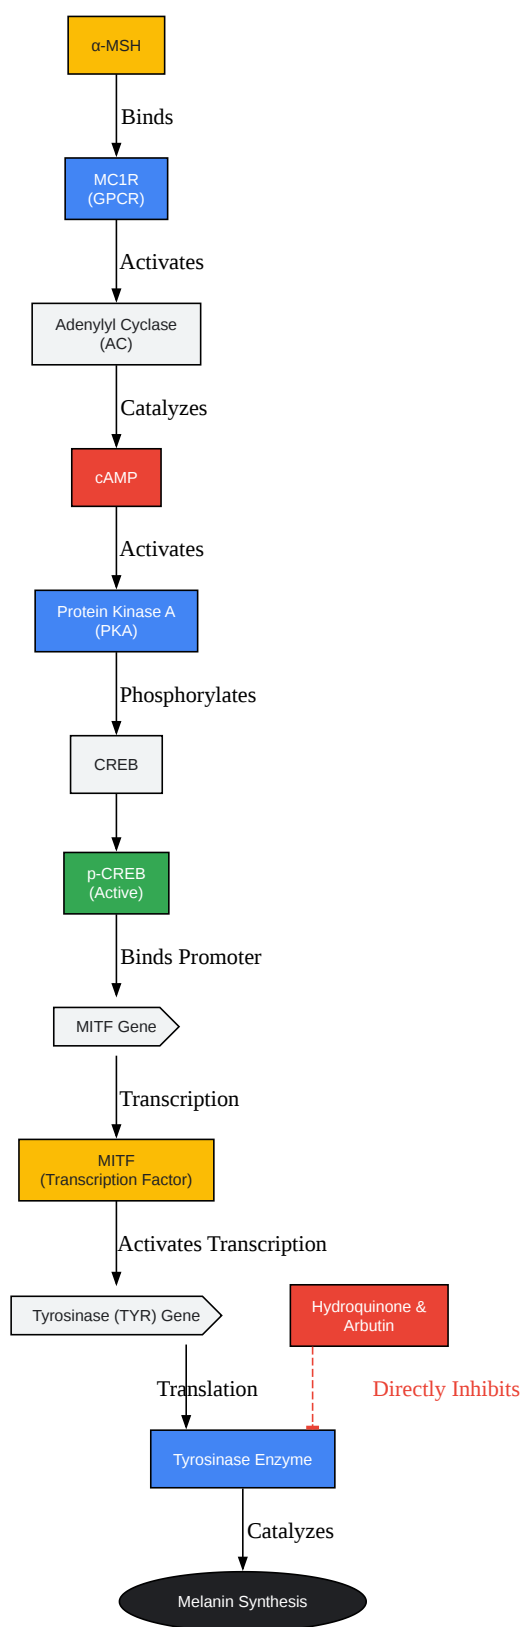 α-MSH
Binds
MC1R
(GPCR)
Activates
Adenylyl Cyclase
(AC)
Catalyzes
cAMP
Activates
Protein Kinase A
(PKA)
Phosphorylates
CREB
p-CREB
(Active)
Binds Promoter
MITF Gene
Transcription
MITF
(Transcription Factor)
Activates Transcription
Tyrosinase (TYR) Gene
Hydroquinone &
Arbutin
Translation
Directly Inhibits
Tyrosinase Enzyme
Catalyzes
Melanin Synthesis